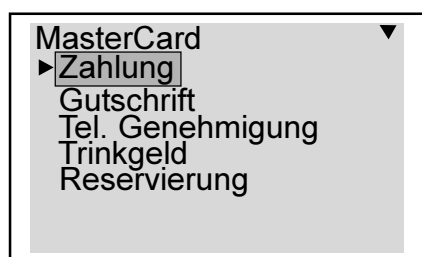 MasterCard
Zahlung
Gutschrift
Tel. Genehmigung
Trinkgeld
Reservierung